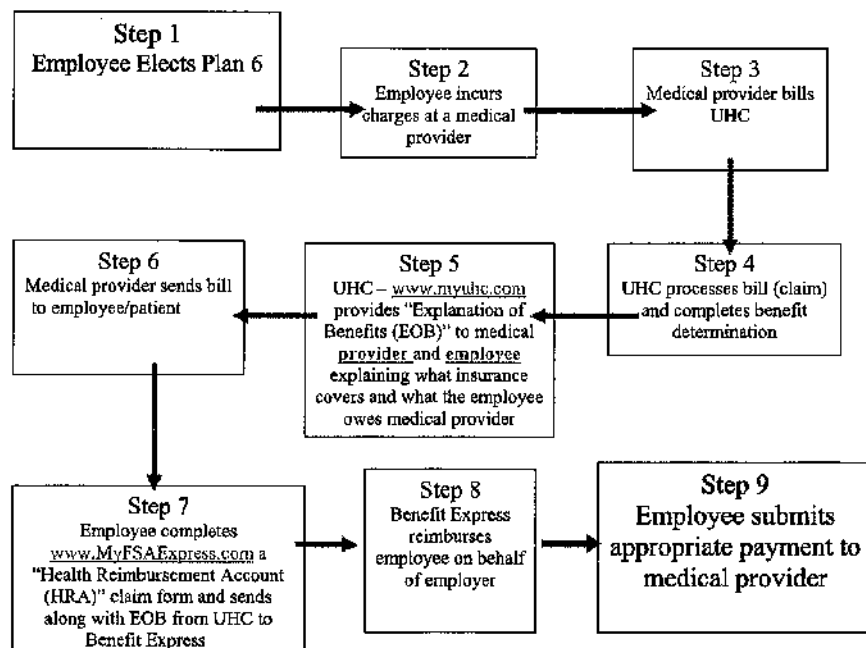 Step 1
Employee Elects Plan 6
Step 2
Employee incurs
charges at a medical
provider
Step 3
Medical provider bills
UHC
Step 4
UHC processes bill (claim)
and completes benefit
determination
Step 5
UHC – www.myuhc.com
provides "Explanation of
Benefits (EOB)" to medical
provider and employee
explaining what insurance
covers and what the employee
owes medical provider
Step 6
Medical provider sends bill
to employee/patient
Step 7
Employee completes
www.MyFSAExpress.com a
"Health Reimbursement Account
(HRA)" claim form and sends
along with EOB from UHC to
Benefit Express
Step 8
Benefit Express
reimburses
employee on behalf
of employer
Step 9
Employee submits
appropriate payment to
medical provider